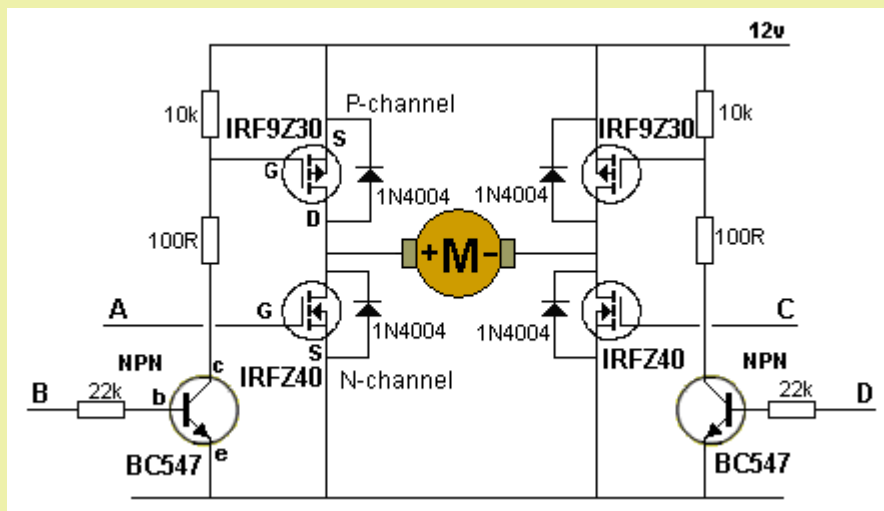 12v
10k
P-channel
10k
IRF9Z30
S
IRF9Z30
G
1N4004
1N4004
D
100R
+M-
100R
A
G
1N4004
1N4004
C
S
IRFZ40
IRFZ40
NPN
c
N-channel
NPN
B
22k
b
22k
D
e
BC547
BC547